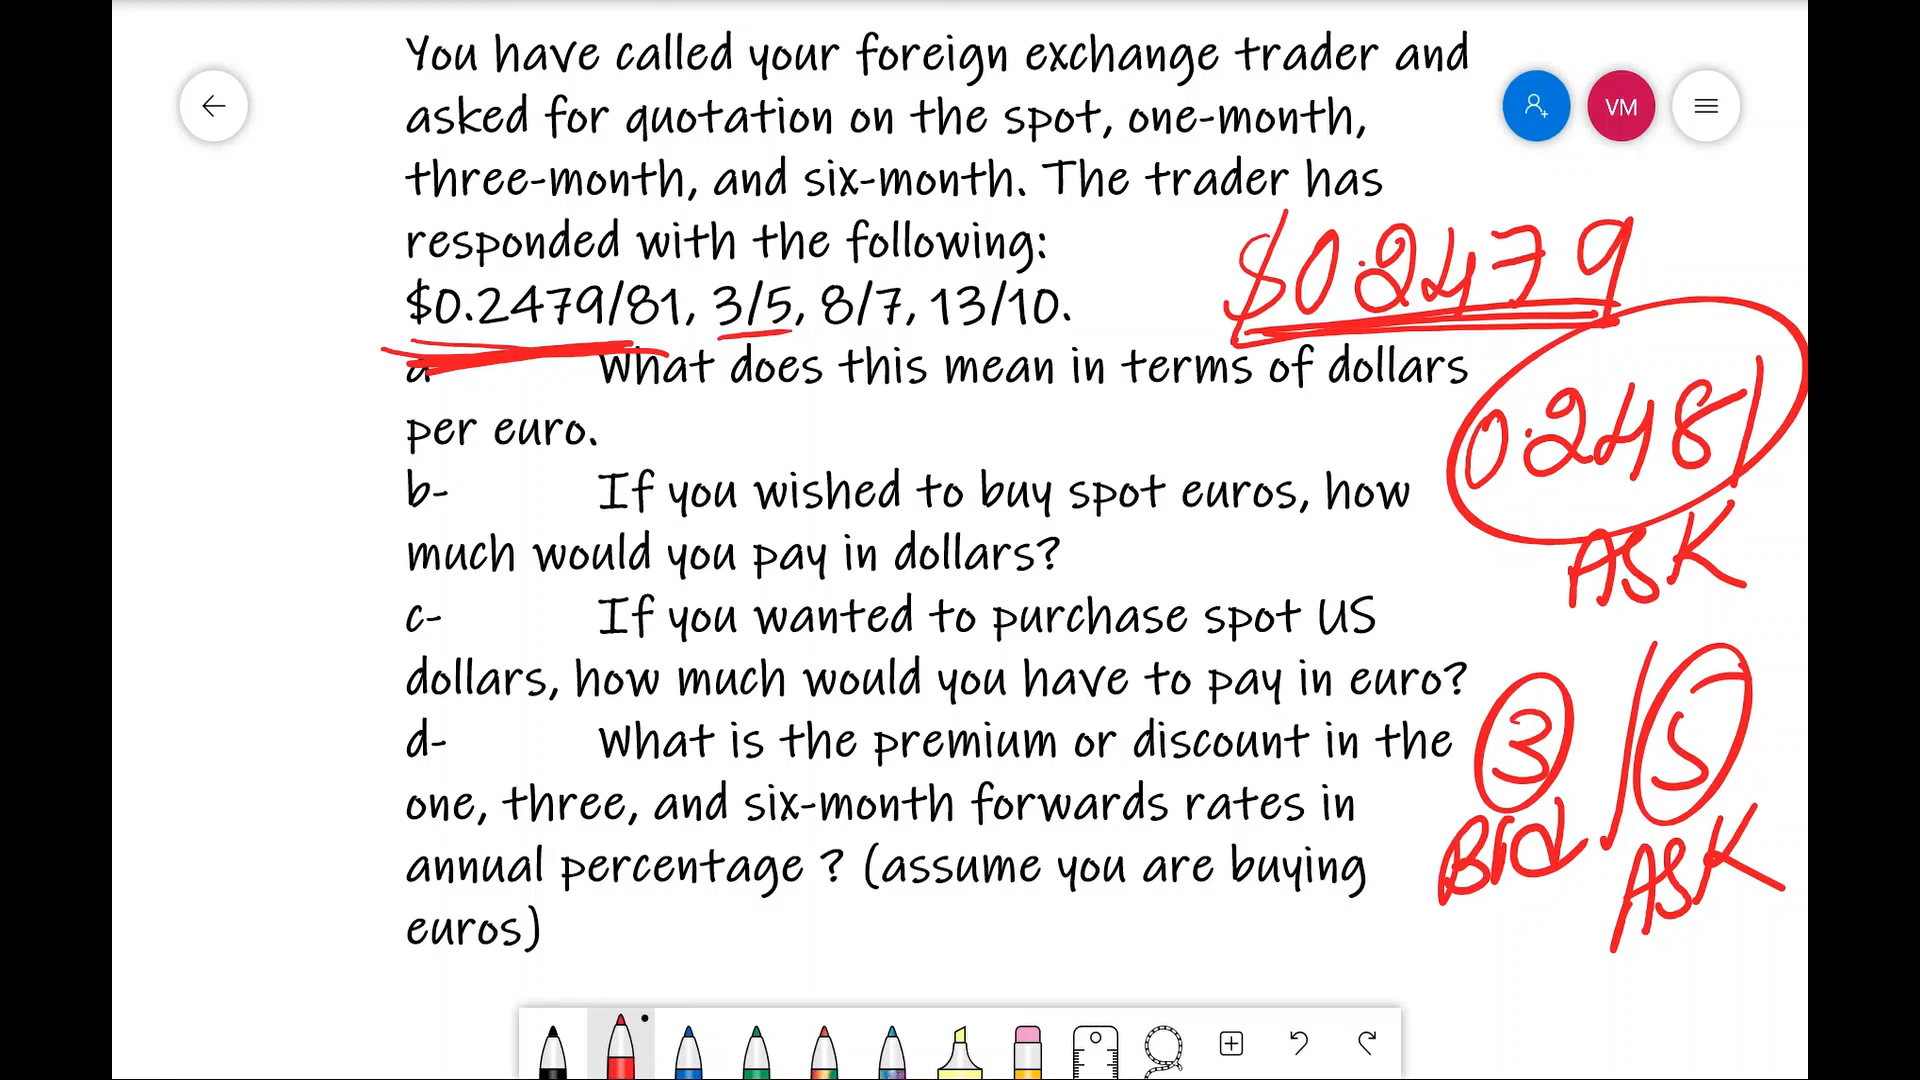 You have called your foreign exchange trader and
asked for quotation on the spot, one-month,
three-month, and six-month. The trader has
responded with the following:
$0.2479/81, 3/5, 8/7, 13/10.
a- What does this mean in terms of dollars
per euro.
b- If you wished to buy spot euros, how
much would you pay in dollars?
c- If you wanted to purchase spot US
dollars, how much would you have to pay in euro?
d- What is the premium or discount in the
one, three, and six-month forwards rates in
annual percentage ? (assume you are buying
euros)
VM
$0.2479
0.2481
ASK
3/5
Bid ASK